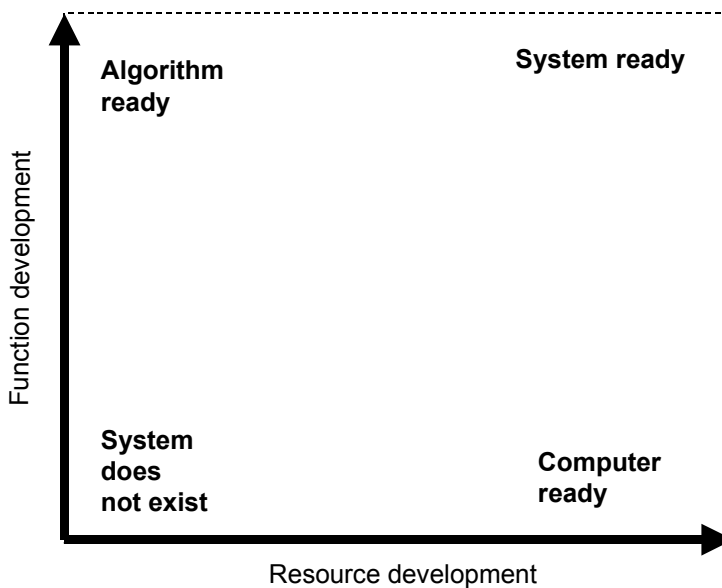 Algorithm
ready
System ready
Function development
System
does
not exist
Computer
ready
Resource development